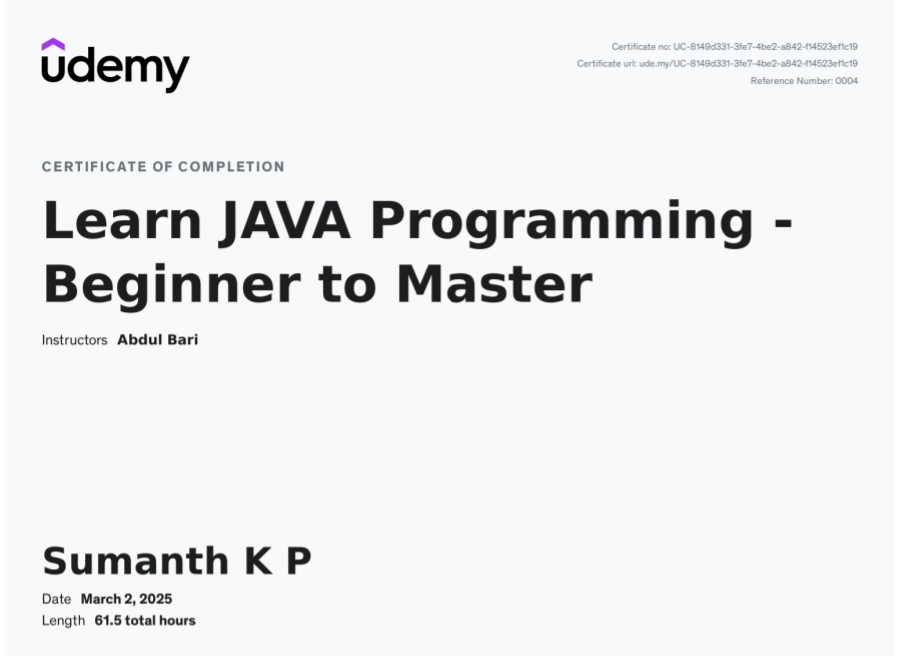 udemy
Certificate no: UC-8149d331-3fe7-4be2-a842-f14523ef1c19
Certificate url: ude.my/UC-8149d331-3fe7-4be2-a842-f14523ef1c19
Reference Number: 0004
CERTIFICATE OF COMPLETION
Learn JAVA Programming -
Beginner to Master
Instructors Abdul Bari
Sumanth K P
Date March 2, 2025
Length 61.5 total hours